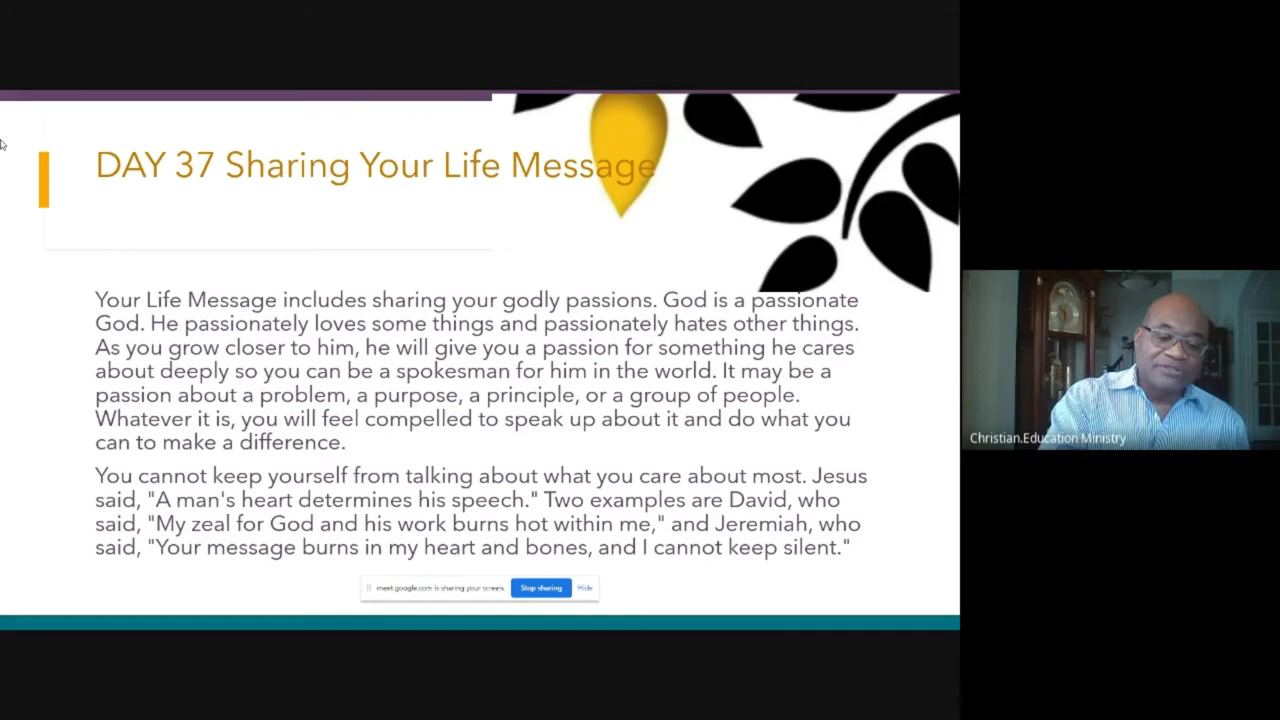 DAY 37 Sharing Your Life Message
Your Life Message includes sharing your godly passions. God is a passionate
God. He passionately loves some things and passionately hates other things.
As you grow closer to him, he will give you a passion for something he cares
about deeply so you can be a spokesman for him in the world. It may be a
passion about a problem, a purpose, a principle, or a group of people.
Whatever it is, you will feel compelled to speak up about it and do what you
can to make a difference.
You cannot keep yourself from talking about what you care about most. Jesus
said, "A man's heart determines his speech." Two examples are David, who
said, "My zeal for God and his work burns hot within me," and Jeremiah, who
said, "Your message burns in my heart and bones, and I cannot keep silent."
meet.google.com is sharing your screen.
Stop sharing
Hide
Christian.Education Ministry